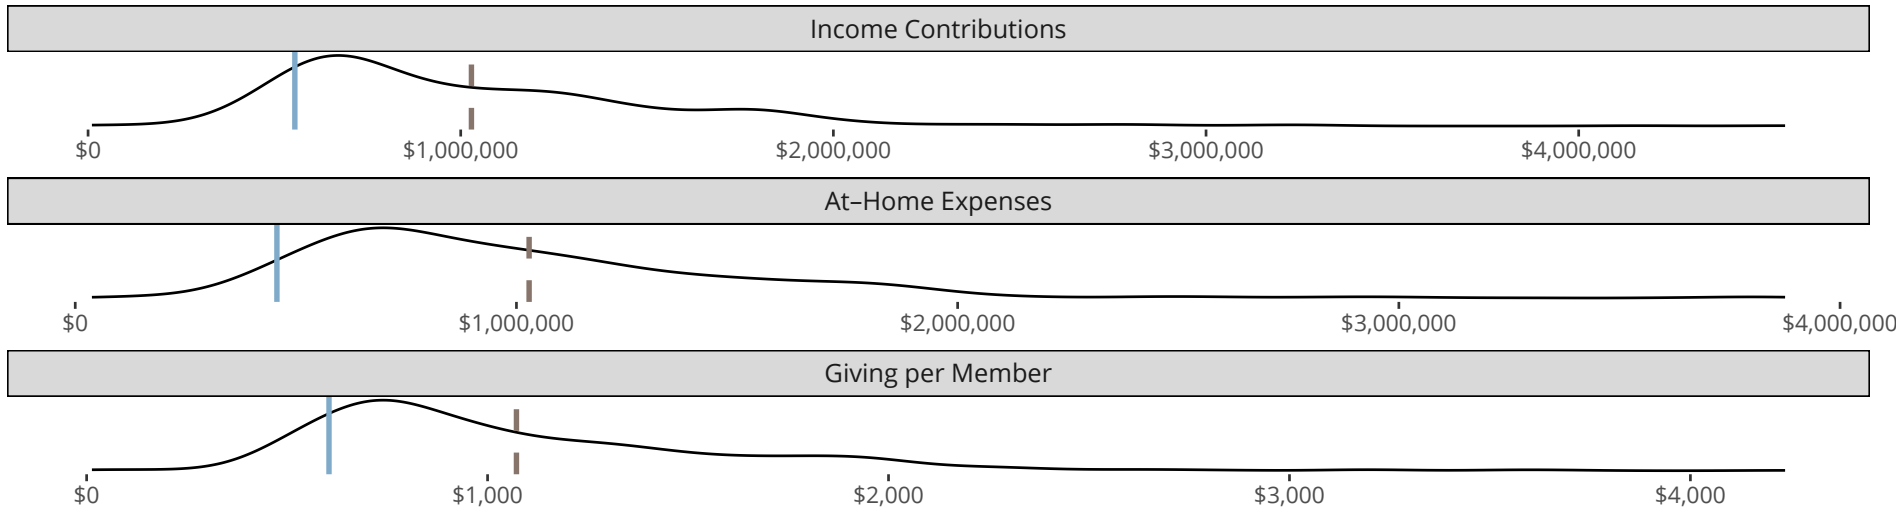 Income Contributions
$0 $1,000,000 $2,000,000 $3,000,000 $4,000,000
At–Home Expenses
$0 $1,000,000 $2,000,000 $3,000,000 $4,000,000
Giving per Member
$0 $1,000 $2,000 $3,000 $4,000